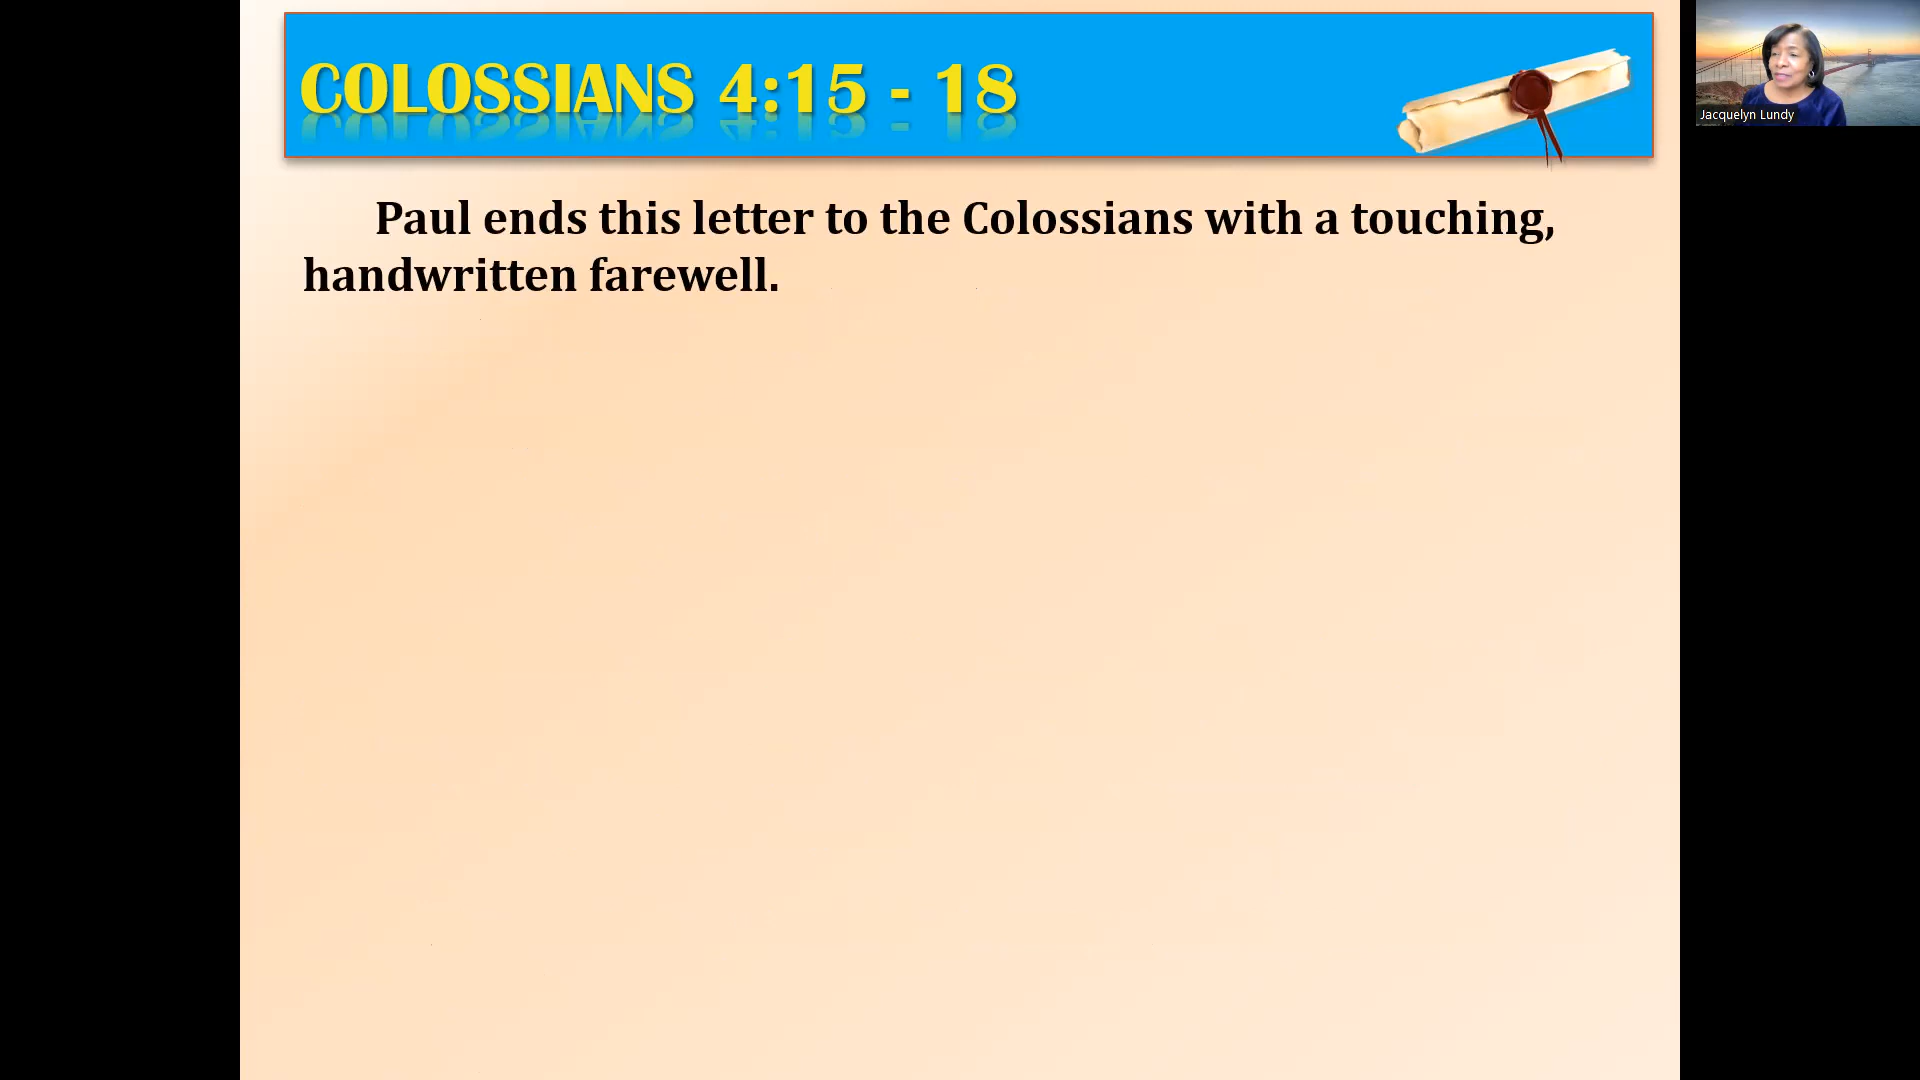 COLOSSIANS 4:15 - 18
Jacquelyn Lundy
Paul ends this letter to the Colossians with a touching,
handwritten farewell.